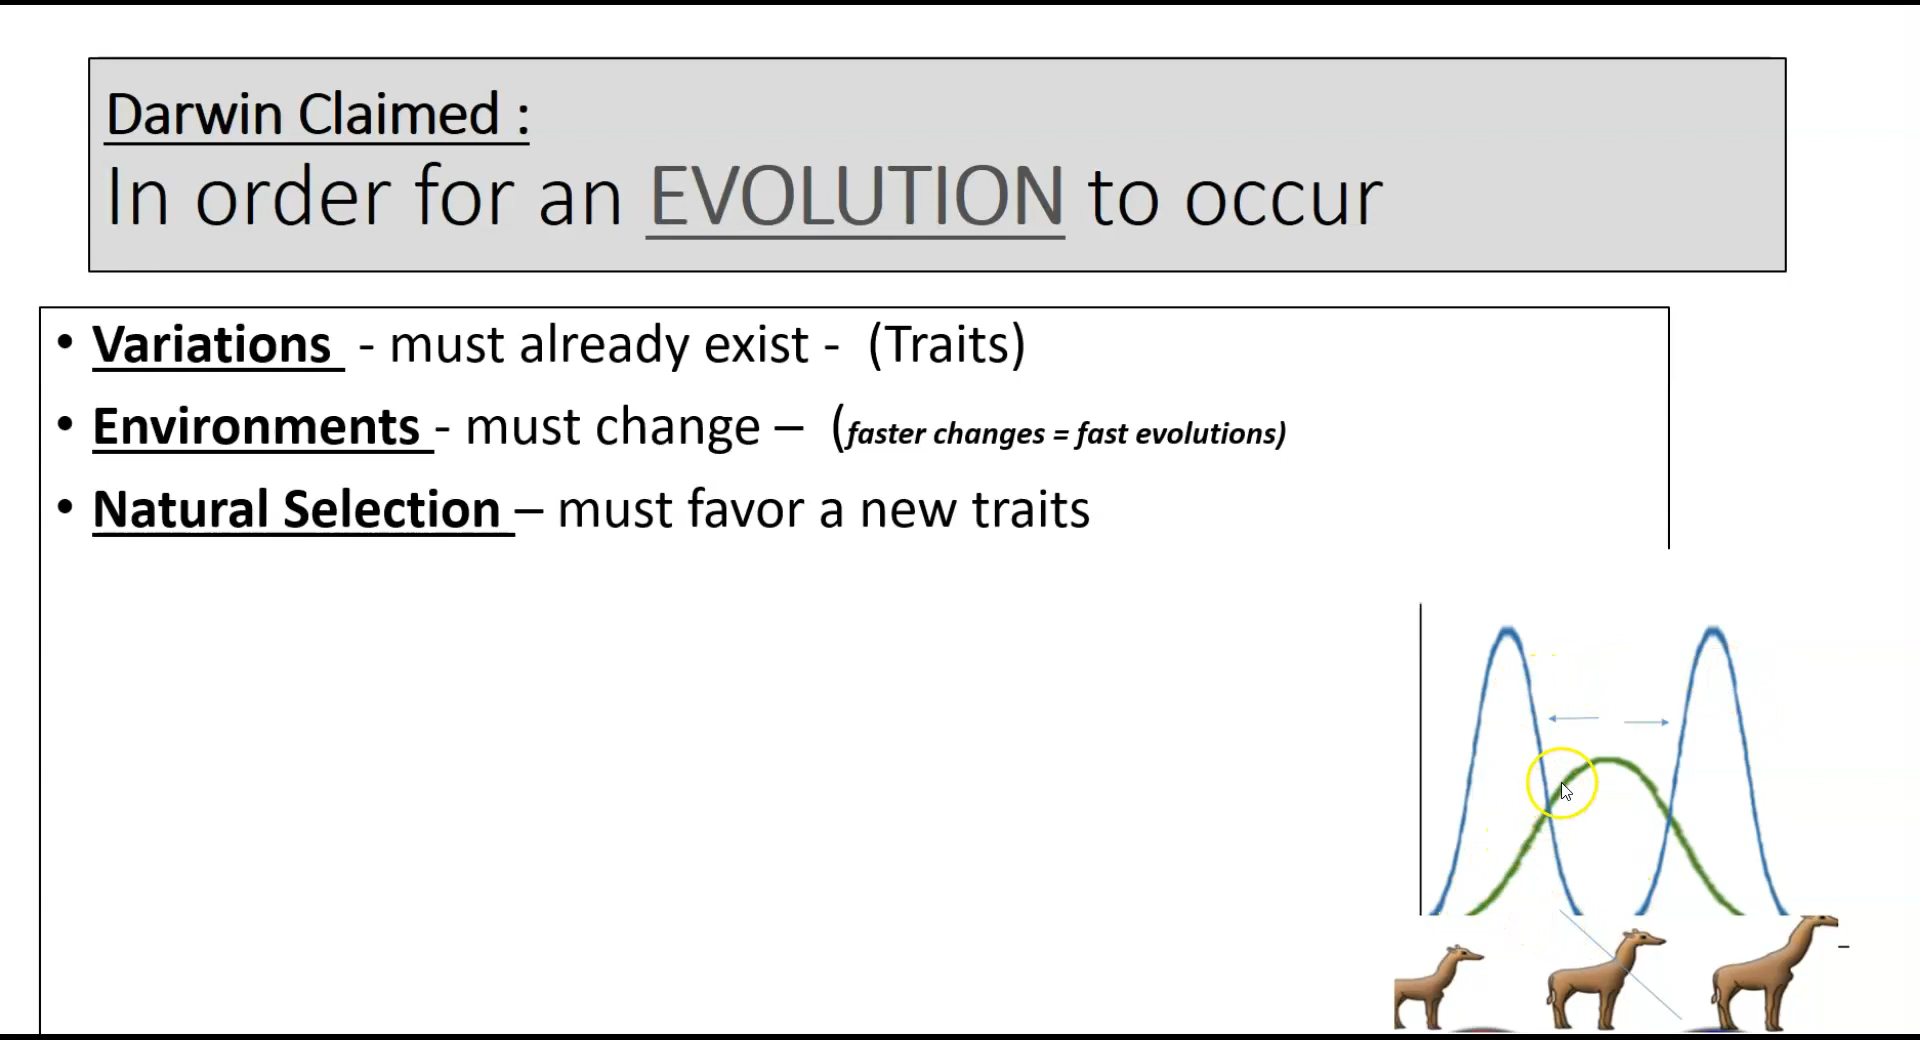 Darwin Claimed :
In order for an EVOLUTION to occur
• Variations - must already exist - (Traits)
• Environments - must change – (faster changes = fast evolutions)
• Natural Selection – must favor a new traits